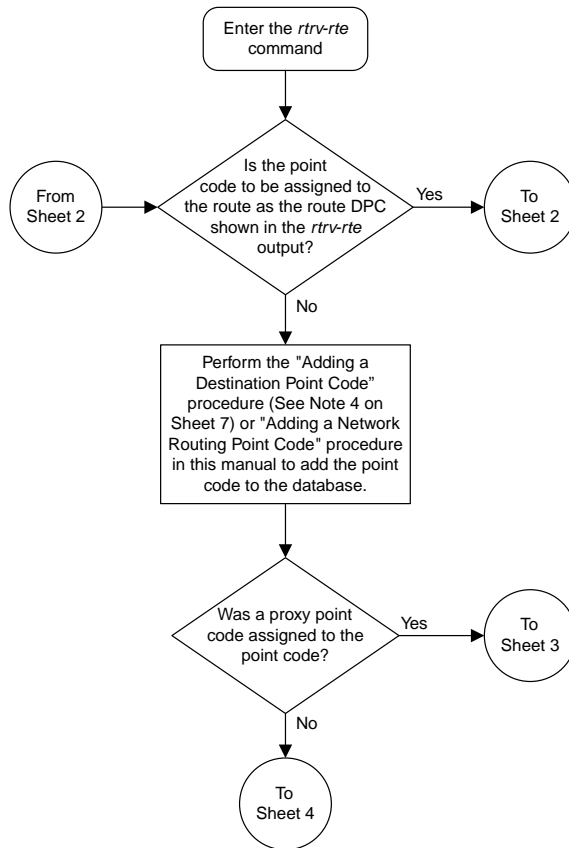 Enter the rtrv-rte
command
Is the point
code to be assigned to
the route as the route DPC
shown in the rtrv-rte
output?
From
Sheet 2
Yes
To
Sheet 2
No
Perform the "Adding a
Destination Point Code”
procedure (See Note 4 on
Sheet 7) or "Adding a Network
Routing Point Code" procedure
in this manual to add the point
code to the database.
Was a proxy point
code assigned to the
point code?
Yes
To
Sheet 3
No
To
Sheet 4